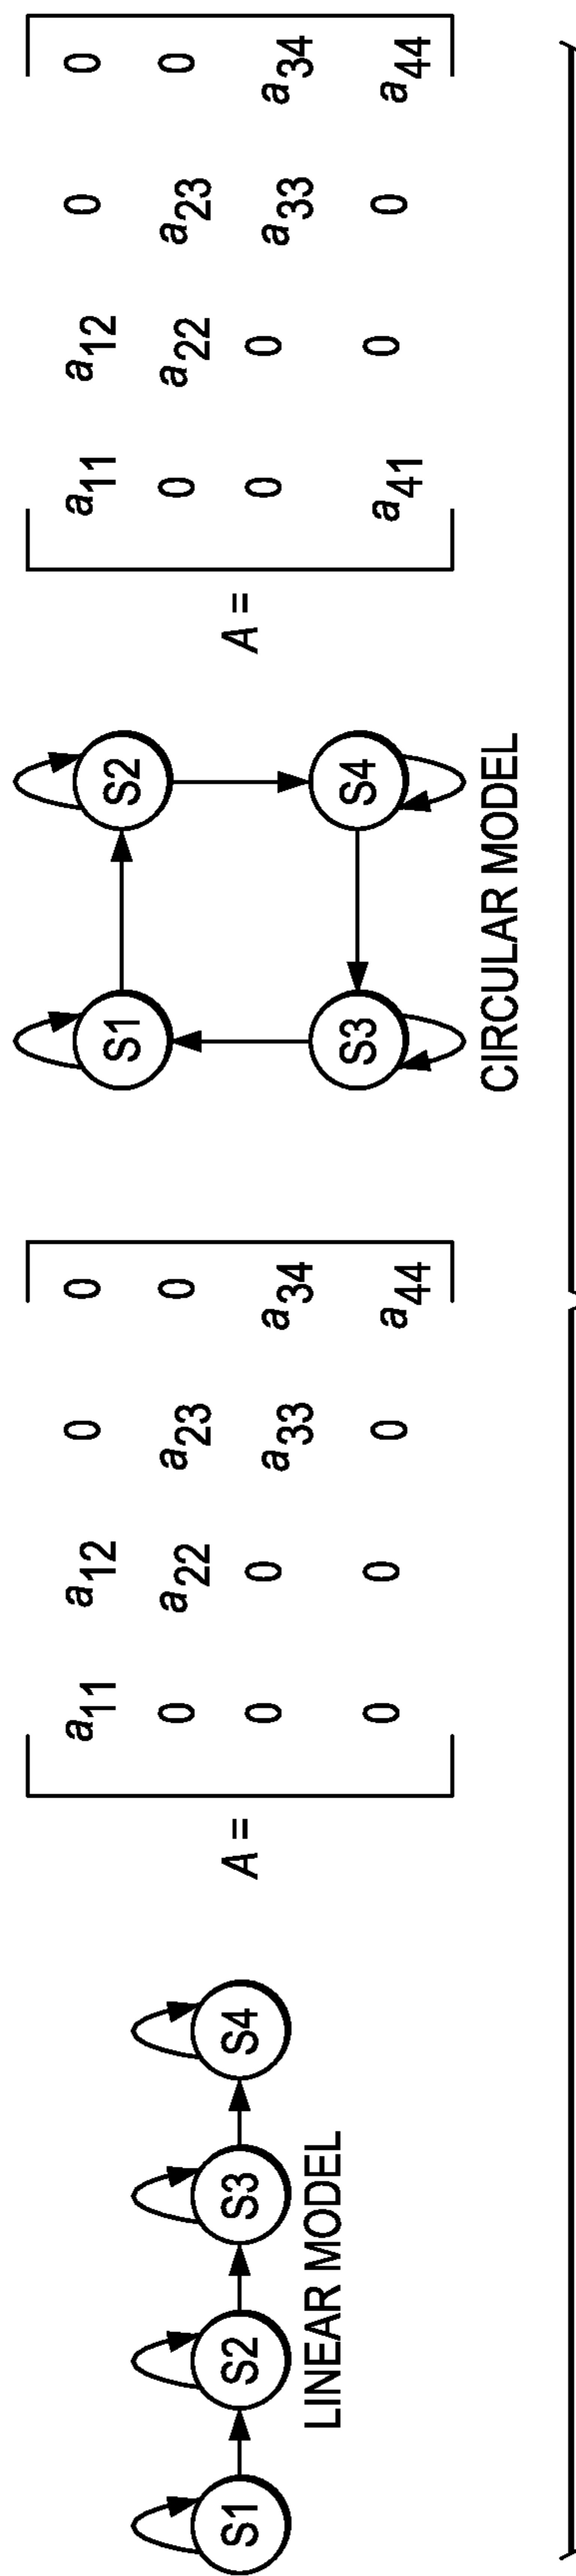 S1 S2 S3 S4
LINEAR MODEL
A =
a11 a12 0 0
0 a22 a23 0
0 0 a33 a34
0 0 0 a44
S1 S2
S3 S4
CIRCULAR MODEL
A =
a11 a12 0 0
0 a22 a23 0
0 0 a33 a34
a41 0 0 a44